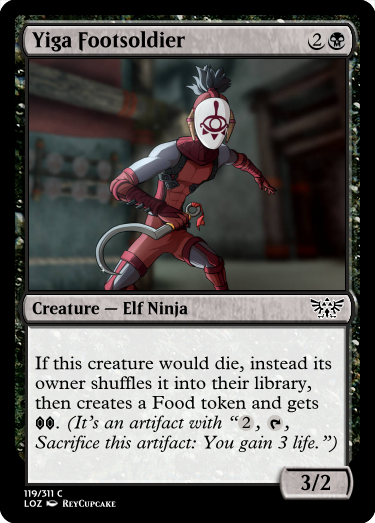 Yiga Footsoldier 2
Creature — Elf Ninja
If this creature would die, instead its
owner shuffles it into their library,
then creates a Food token and gets
. (It's an artifact with “2, ,
Sacrifice this artifact: You gain 3 life.”)
3/2
119/311 C
LOZ ReyCupcake